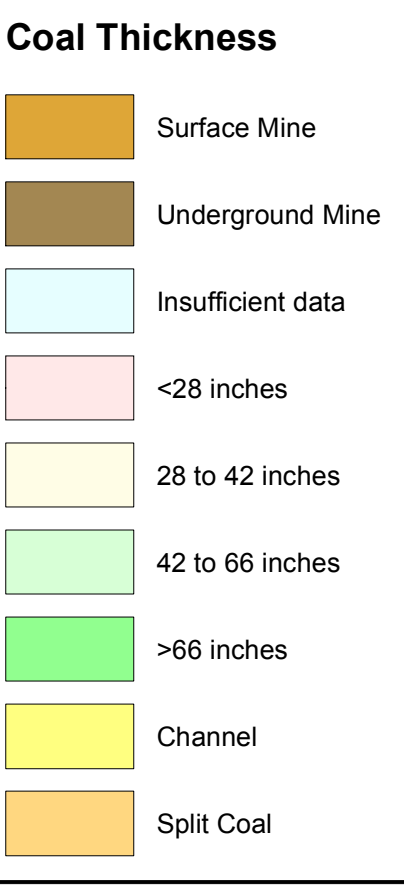 Coal Thickness
Surface Mine
Underground Mine
Insufficient data
<28 inches
28 to 42 inches
42 to 66 inches
>66 inches
Channel
Split Coal